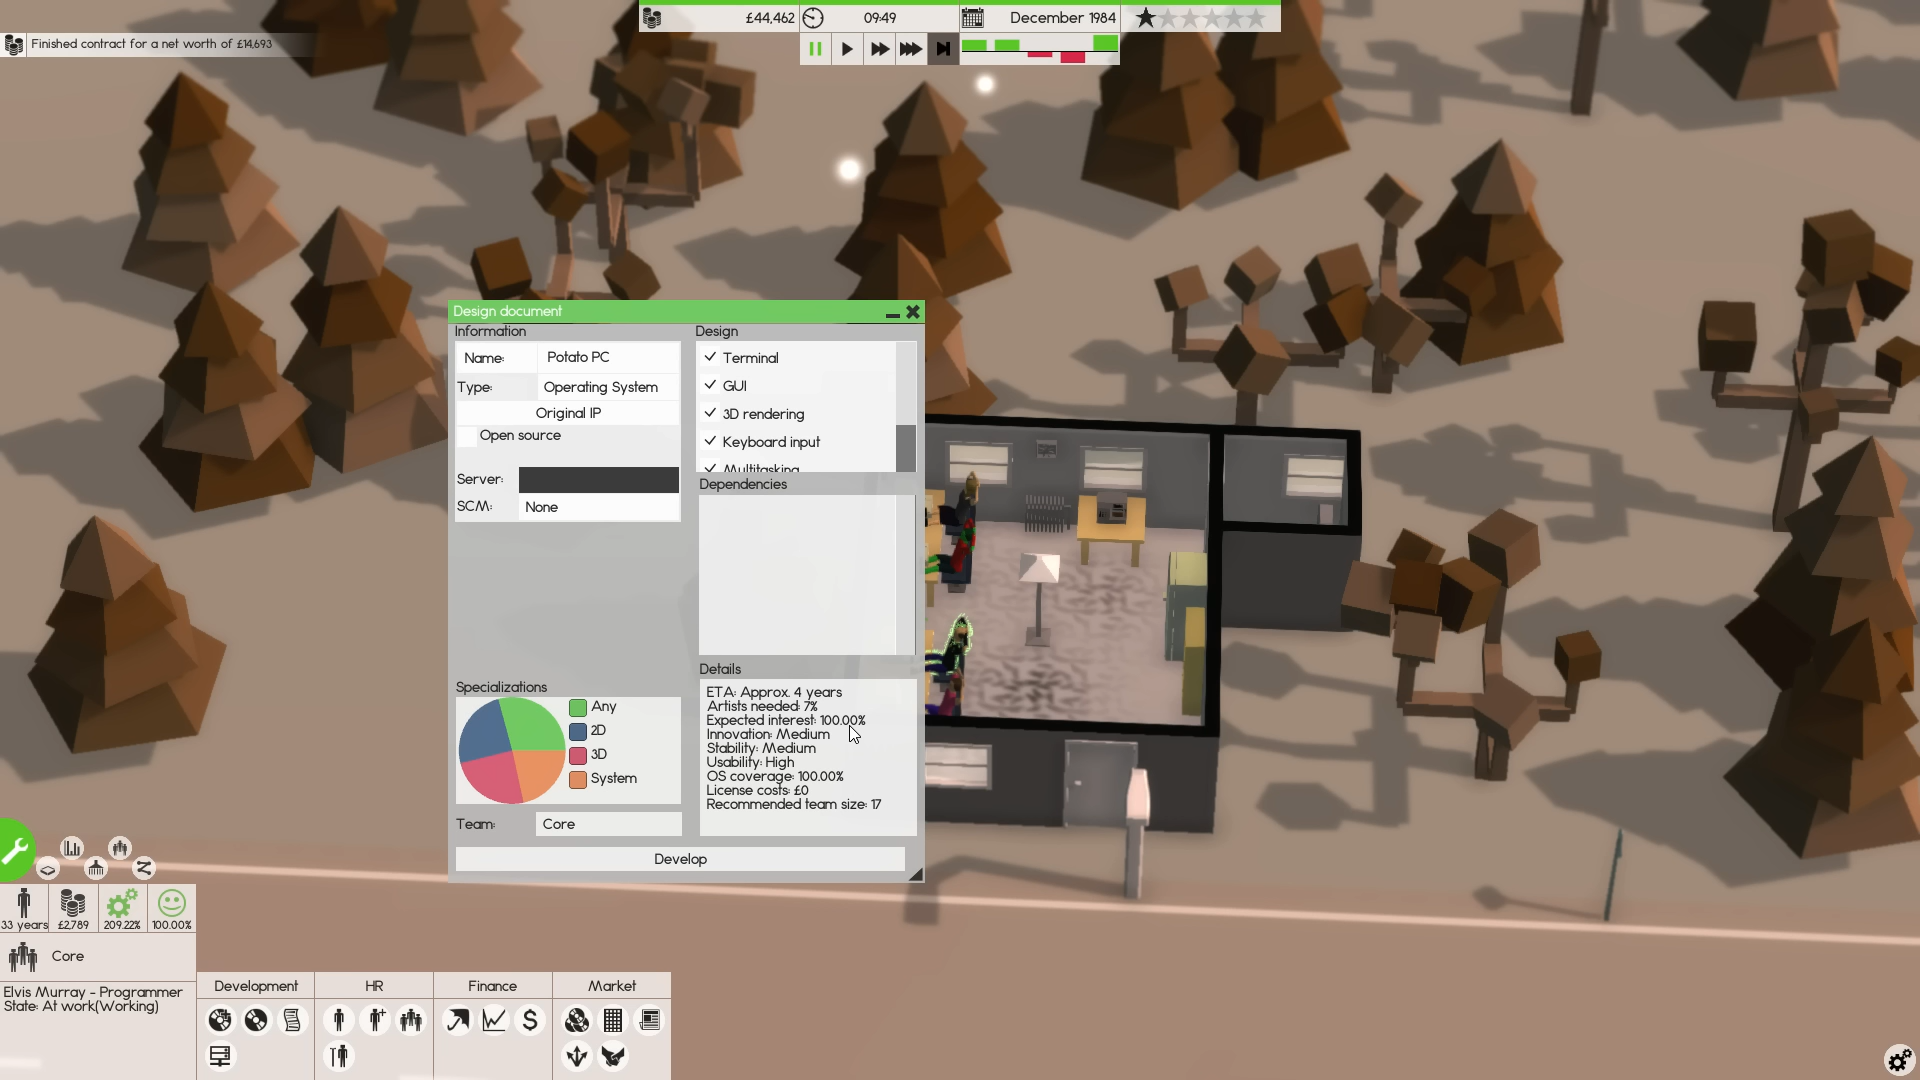 £44,462
09:49
December 1984
Finished contract for a net worth of £14,693
Design document
Information
Name: Potato PC
Type: Operating System
Original IP
Open source
Server:
SCM: None
Design
Terminal
GUI
3D rendering
Keyboard input
Multitasking
Dependencies
Specializations
Any
2D
3D
System
Details
ETA: Approx. 4 years
Artists needed: 7%
Expected interest: 100.00%
Innovation: Medium
Stability: Medium
Usability: High
OS coverage: 100.00%
License costs: £0
Recommended team size: 17
Team: Core
Develop
33 years
£2,789
209.22%
100.00%
Core
Elvis Murray - Programmer
State: At work(Working)
Development
HR
Finance
Market